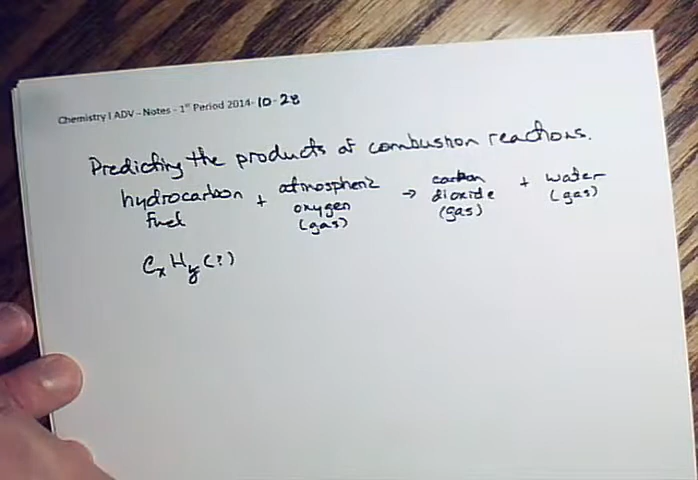 Chemistry I ADV - Notes - 1st Period 2014-10-28
Predicting the products of combustion reactions.
hydrocarbon + atmospheric → carbon + water
fuel oxygen dioxide (gas)
(gas) (gas)
CxHy(?)